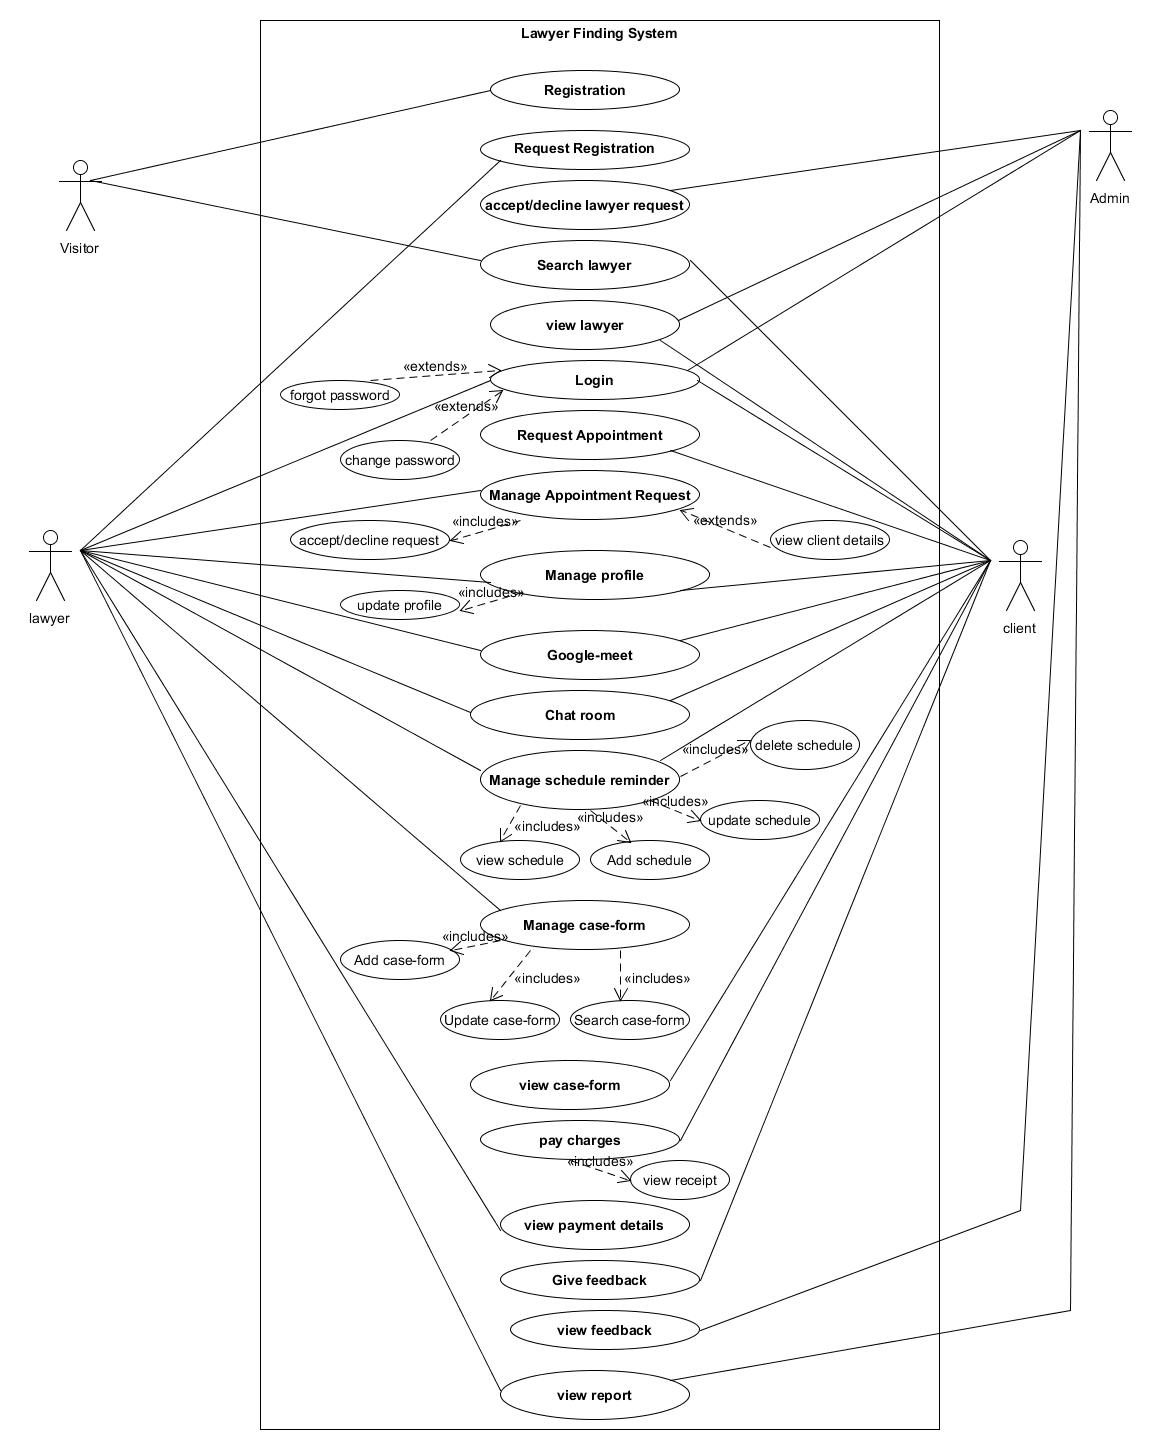 Lawyer Finding System
Registration
Request Registration
accept/decline lawyer request
Visitor
Admin
Search lawyer
view lawyer
«extends»
forgot password
Login
«extends»
change password
Request Appointment
Manage Appointment Request
«includes»
accept/decline request
«extends»
view client details
lawyer
client
Manage profile
«includes»
update profile
Google-meet
Chat room
Manage schedule reminder
«includes»
delete schedule
«includes»
update schedule
«includes»
view schedule
«includes»
Add schedule
Manage case-form
«includes»
Add case-form
«includes»
Update case-form
«includes»
Search case-form
view case-form
pay charges
«includes»
view receipt
view payment details
Give feedback
view feedback
view report